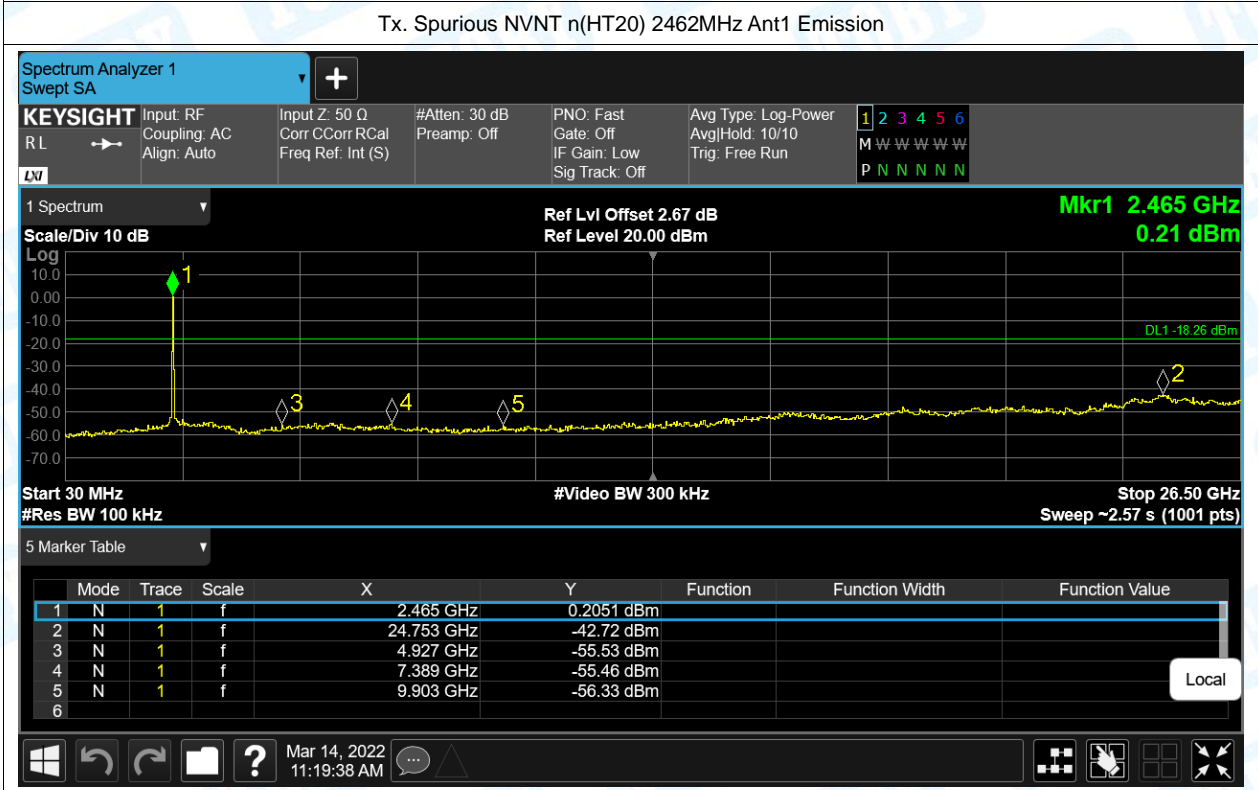 Tx. Spurious NVNT n(HT20) 2462MHz Ant1 Emission
Spectrum Analyzer 1
Swept SA
KEYSIGHT
R L
LXI
Input: RF
Coupling: AC
Align: Auto
Input Z: 50 Ω
Corr CCorr RCal
Freq Ref: Int (S)
#Atten: 30 dB
Preamp: Off
PNO: Fast
Gate: Off
IF Gain: Low
Sig Track: Off
Avg Type: Log-Power
Avg|Hold: 10/10
Trig: Free Run
1 2 3 4 5 6
M W W W W W
P N N N N N
1 Spectrum
Scale/Div 10 dB
Ref Lvl Offset 2.67 dB
Ref Level 20.00 dBm
Mkr1 2.465 GHz
0.21 dBm
Log
10.0
0.00
-10.0
-20.0
-30.0
-40.0
-50.0
-60.0
-70.0
1
DL1 -18.26 dBm
2
3
4
5
Start 30 MHz
#Video BW 300 kHz
Stop 26.50 GHz
#Res BW 100 kHz
Sweep ~2.57 s (1001 pts)
5 Marker Table
Mode Trace Scale X Y Function Function Width Function Value
1 N 1 f 2.465 GHz 0.2051 dBm
2 N 1 f 24.753 GHz -42.72 dBm
3 N 1 f 4.927 GHz -55.53 dBm
4 N 1 f 7.389 GHz -55.46 dBm
5 N 1 f 9.903 GHz -56.33 dBm
6
Local
?
Mar 14, 2022
11:19:38 AM